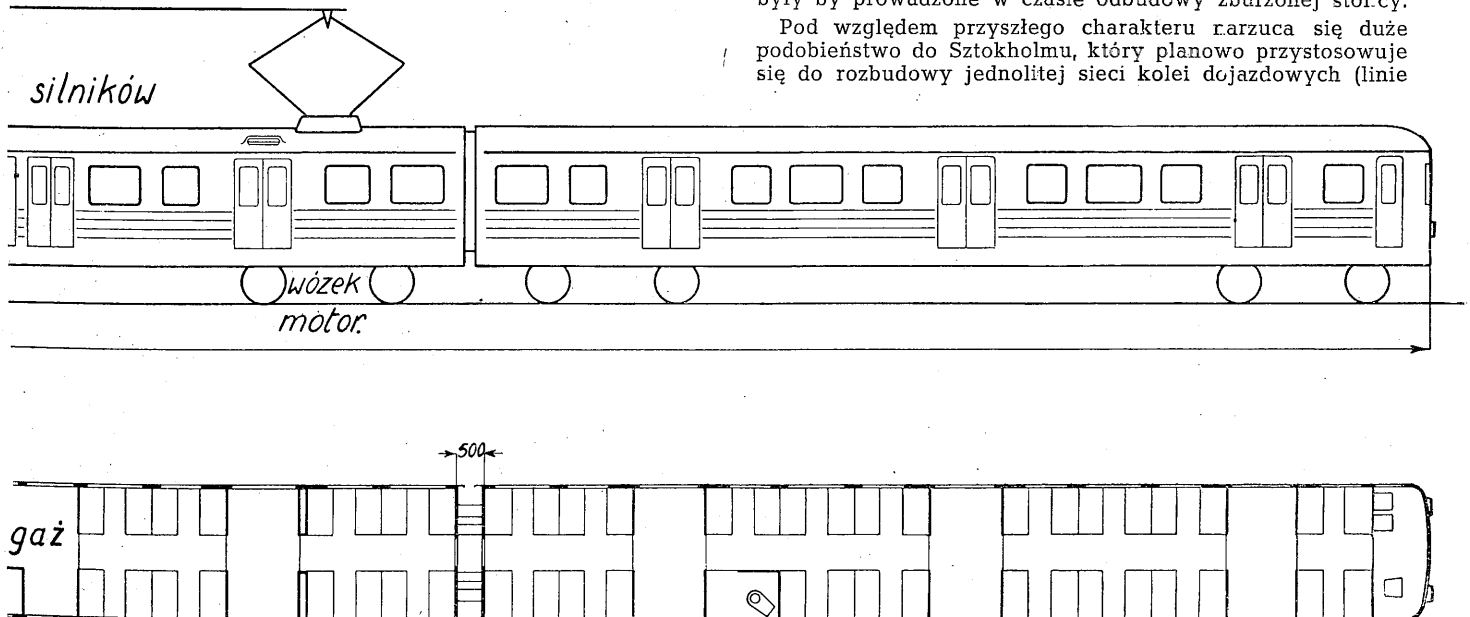 były by prowadzone w czasie odbudowy zburzonej stolicy.
Pod względem przyszłego charakteru narzuca się duże
podobieństwo do Sztokholmu, który planowo przystosowuje
się do rozbudowy jednolitej sieci kolei dojazdowych (linie
silników
wózek
motor.
500
gaż